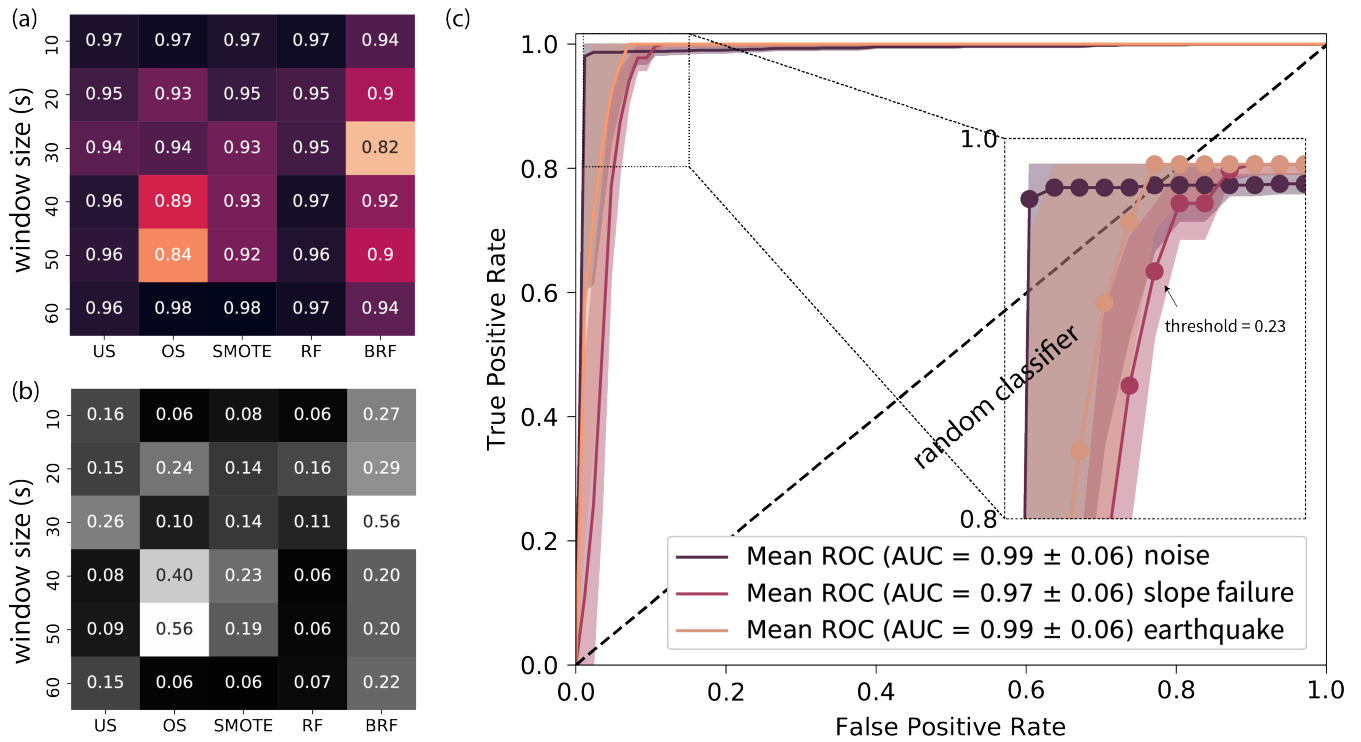 (a)
window size (s)
10 0.97 0.97 0.97 0.97 0.94
20 0.95 0.93 0.95 0.95 0.9
30 0.94 0.94 0.93 0.95 0.82
40 0.96 0.89 0.93 0.97 0.92
50 0.96 0.84 0.92 0.96 0.9
60 0.96 0.98 0.98 0.97 0.94
US OS SMOTE RF BRF
(b)
window size (s)
10 0.16 0.06 0.08 0.06 0.27
20 0.15 0.24 0.14 0.16 0.29
30 0.26 0.10 0.14 0.11 0.56
40 0.08 0.40 0.23 0.06 0.20
50 0.09 0.56 0.19 0.06 0.20
60 0.15 0.06 0.06 0.07 0.22
US OS SMOTE RF BRF
(c)
True Positive Rate
1.0
0.8
0.6
0.4
0.2
0.0
1.0
threshold = 0.23
random classifier
0.8
Mean ROC (AUC = 0.99 ± 0.06) noise
Mean ROC (AUC = 0.97 ± 0.06) slope failure
Mean ROC (AUC = 0.99 ± 0.06) earthquake
0.0 0.2 0.4 0.6 0.8 1.0
False Positive Rate